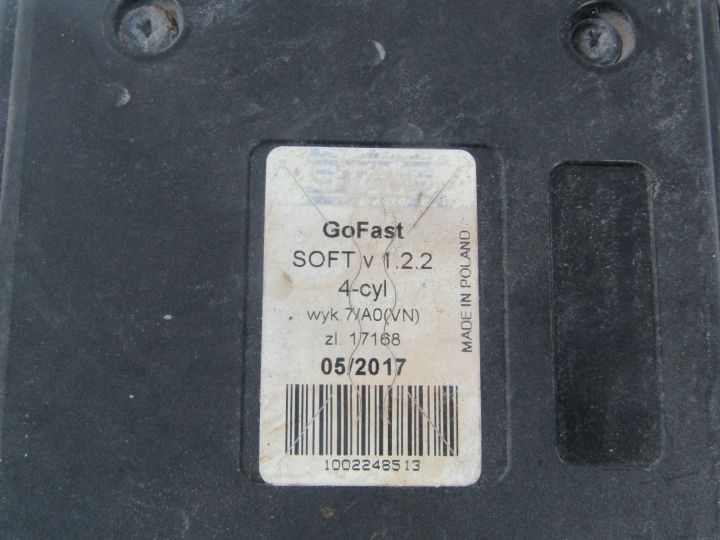 GoFast
SOFT v 1.2.2
4-cyl
wyk.7/A0(VN)
zl. 17168
05/2017
1002248513
MADE IN POLAND